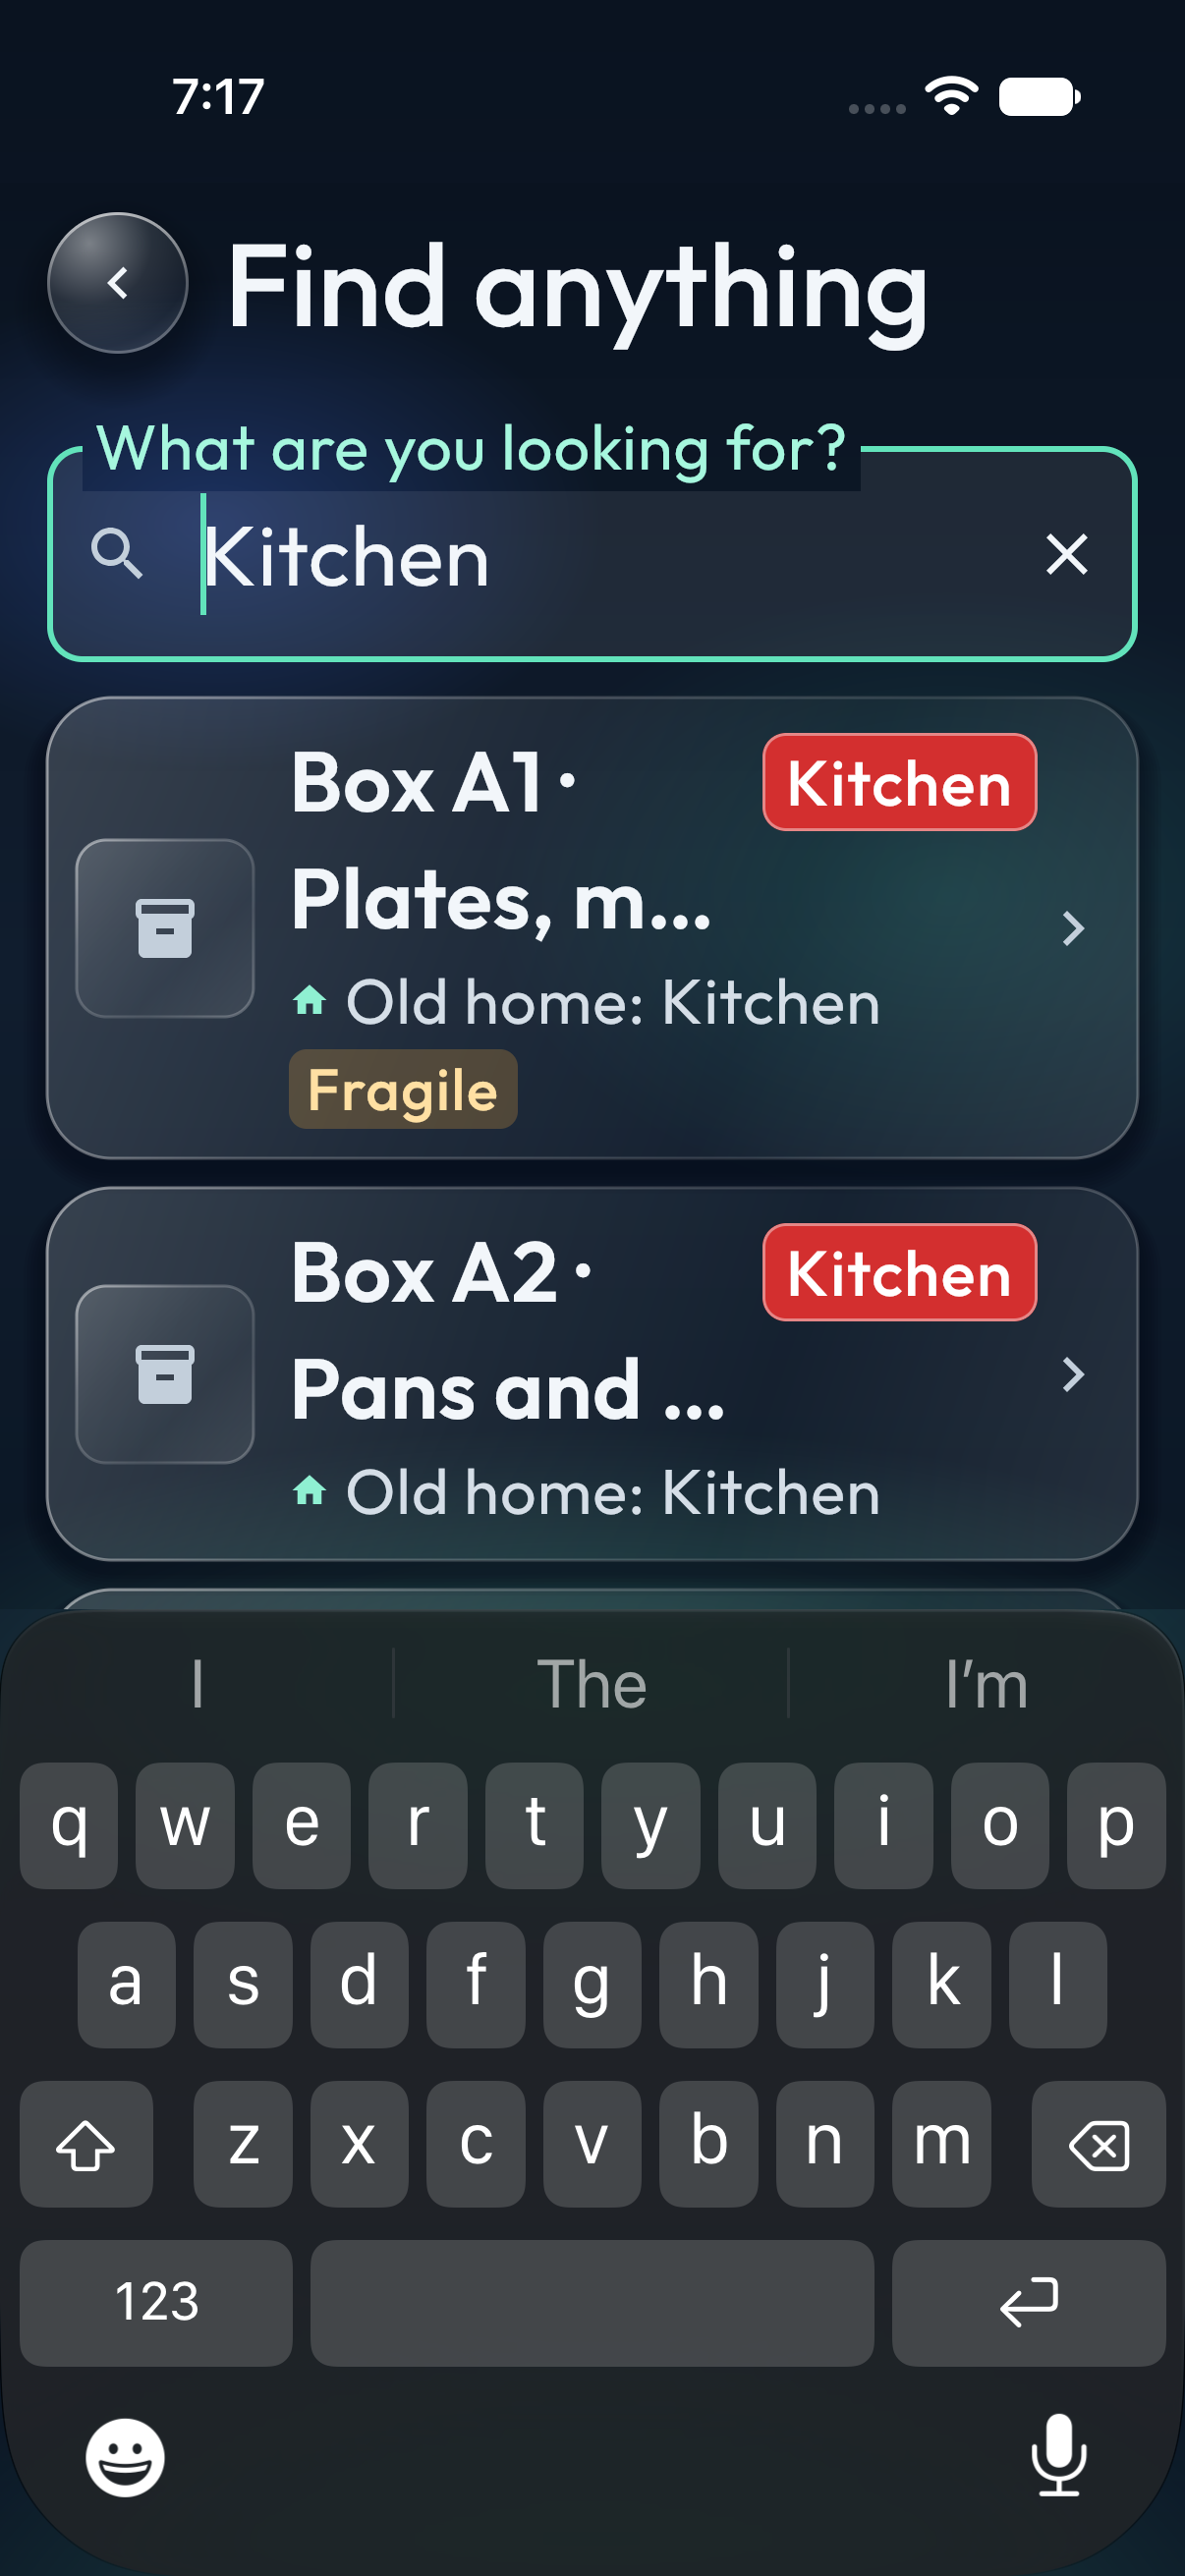 7:17
Find anything
What are you looking for?
Kitchen
Box A1 · Kitchen
Plates, m...
Old home: Kitchen
Fragile
Box A2 · Kitchen
Pans and ...
Old home: Kitchen
I The I'm
q w e r t y u i o p
a s d f g h j k l
z x c v b n m
123